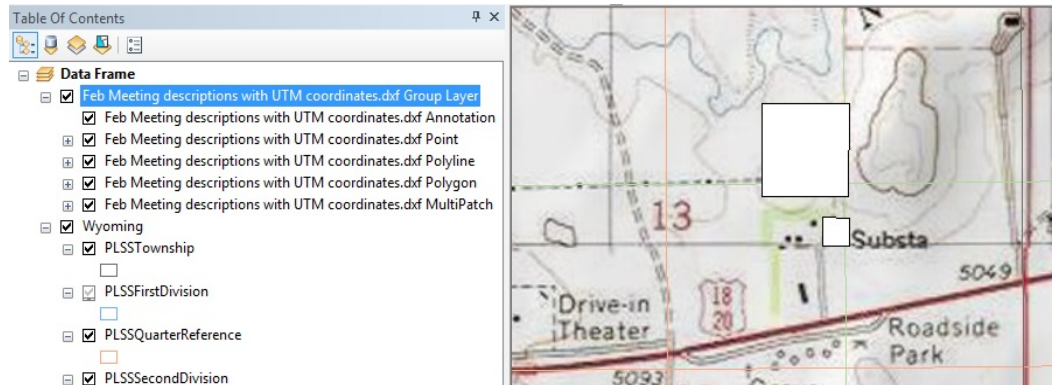 Table Of Contents
Data Frame
Feb Meeting descriptions with UTM coordinates.dxf Group Layer
Feb Meeting descriptions with UTM coordinates.dxf Annotation
Feb Meeting descriptions with UTM coordinates.dxf Point
Feb Meeting descriptions with UTM coordinates.dxf Polyline
Feb Meeting descriptions with UTM coordinates.dxf Polygon
Feb Meeting descriptions with UTM coordinates.dxf MultiPatch
Wyoming
PLSSTownship
PLSSFirstDivision
PLSSQuarterReference
PLSSSecondDivision
13
Substa
5049
18
20
Drive-in
Theater
Roadside
Park
5093